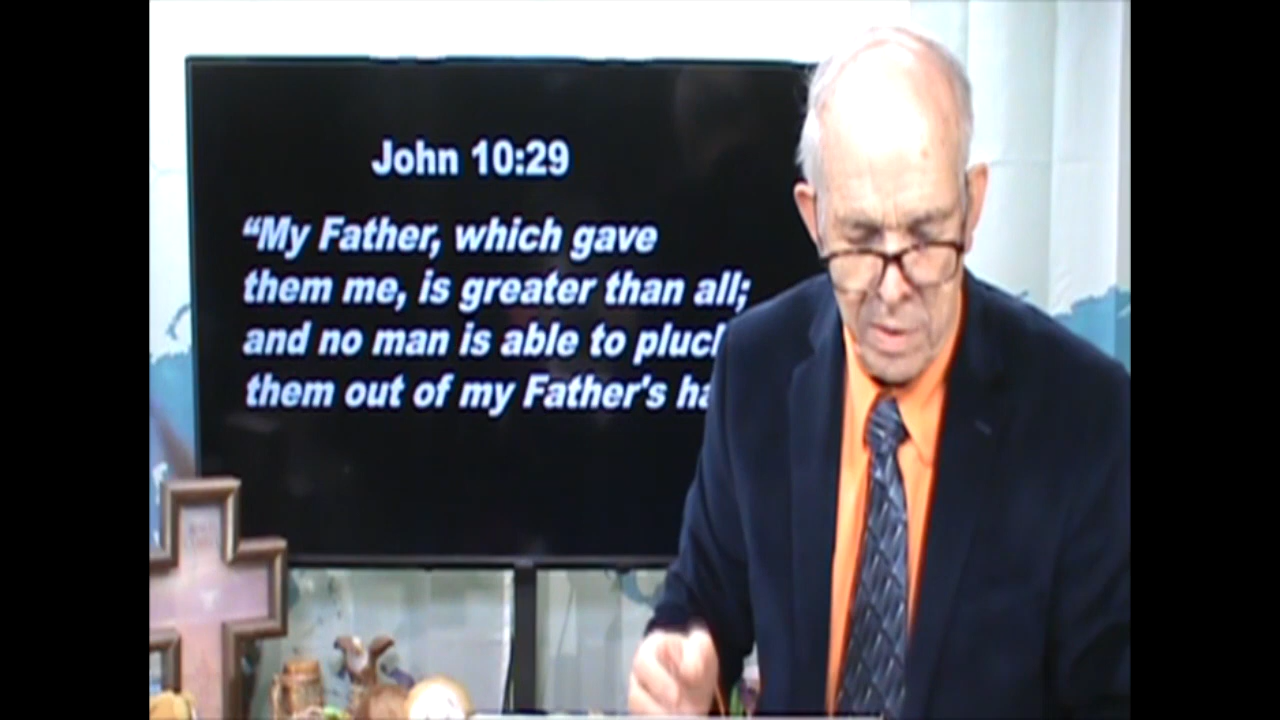 John 10:29
“My Father, which gave
them me, is greater than all;
and no man is able to pluck
them out of my Father's